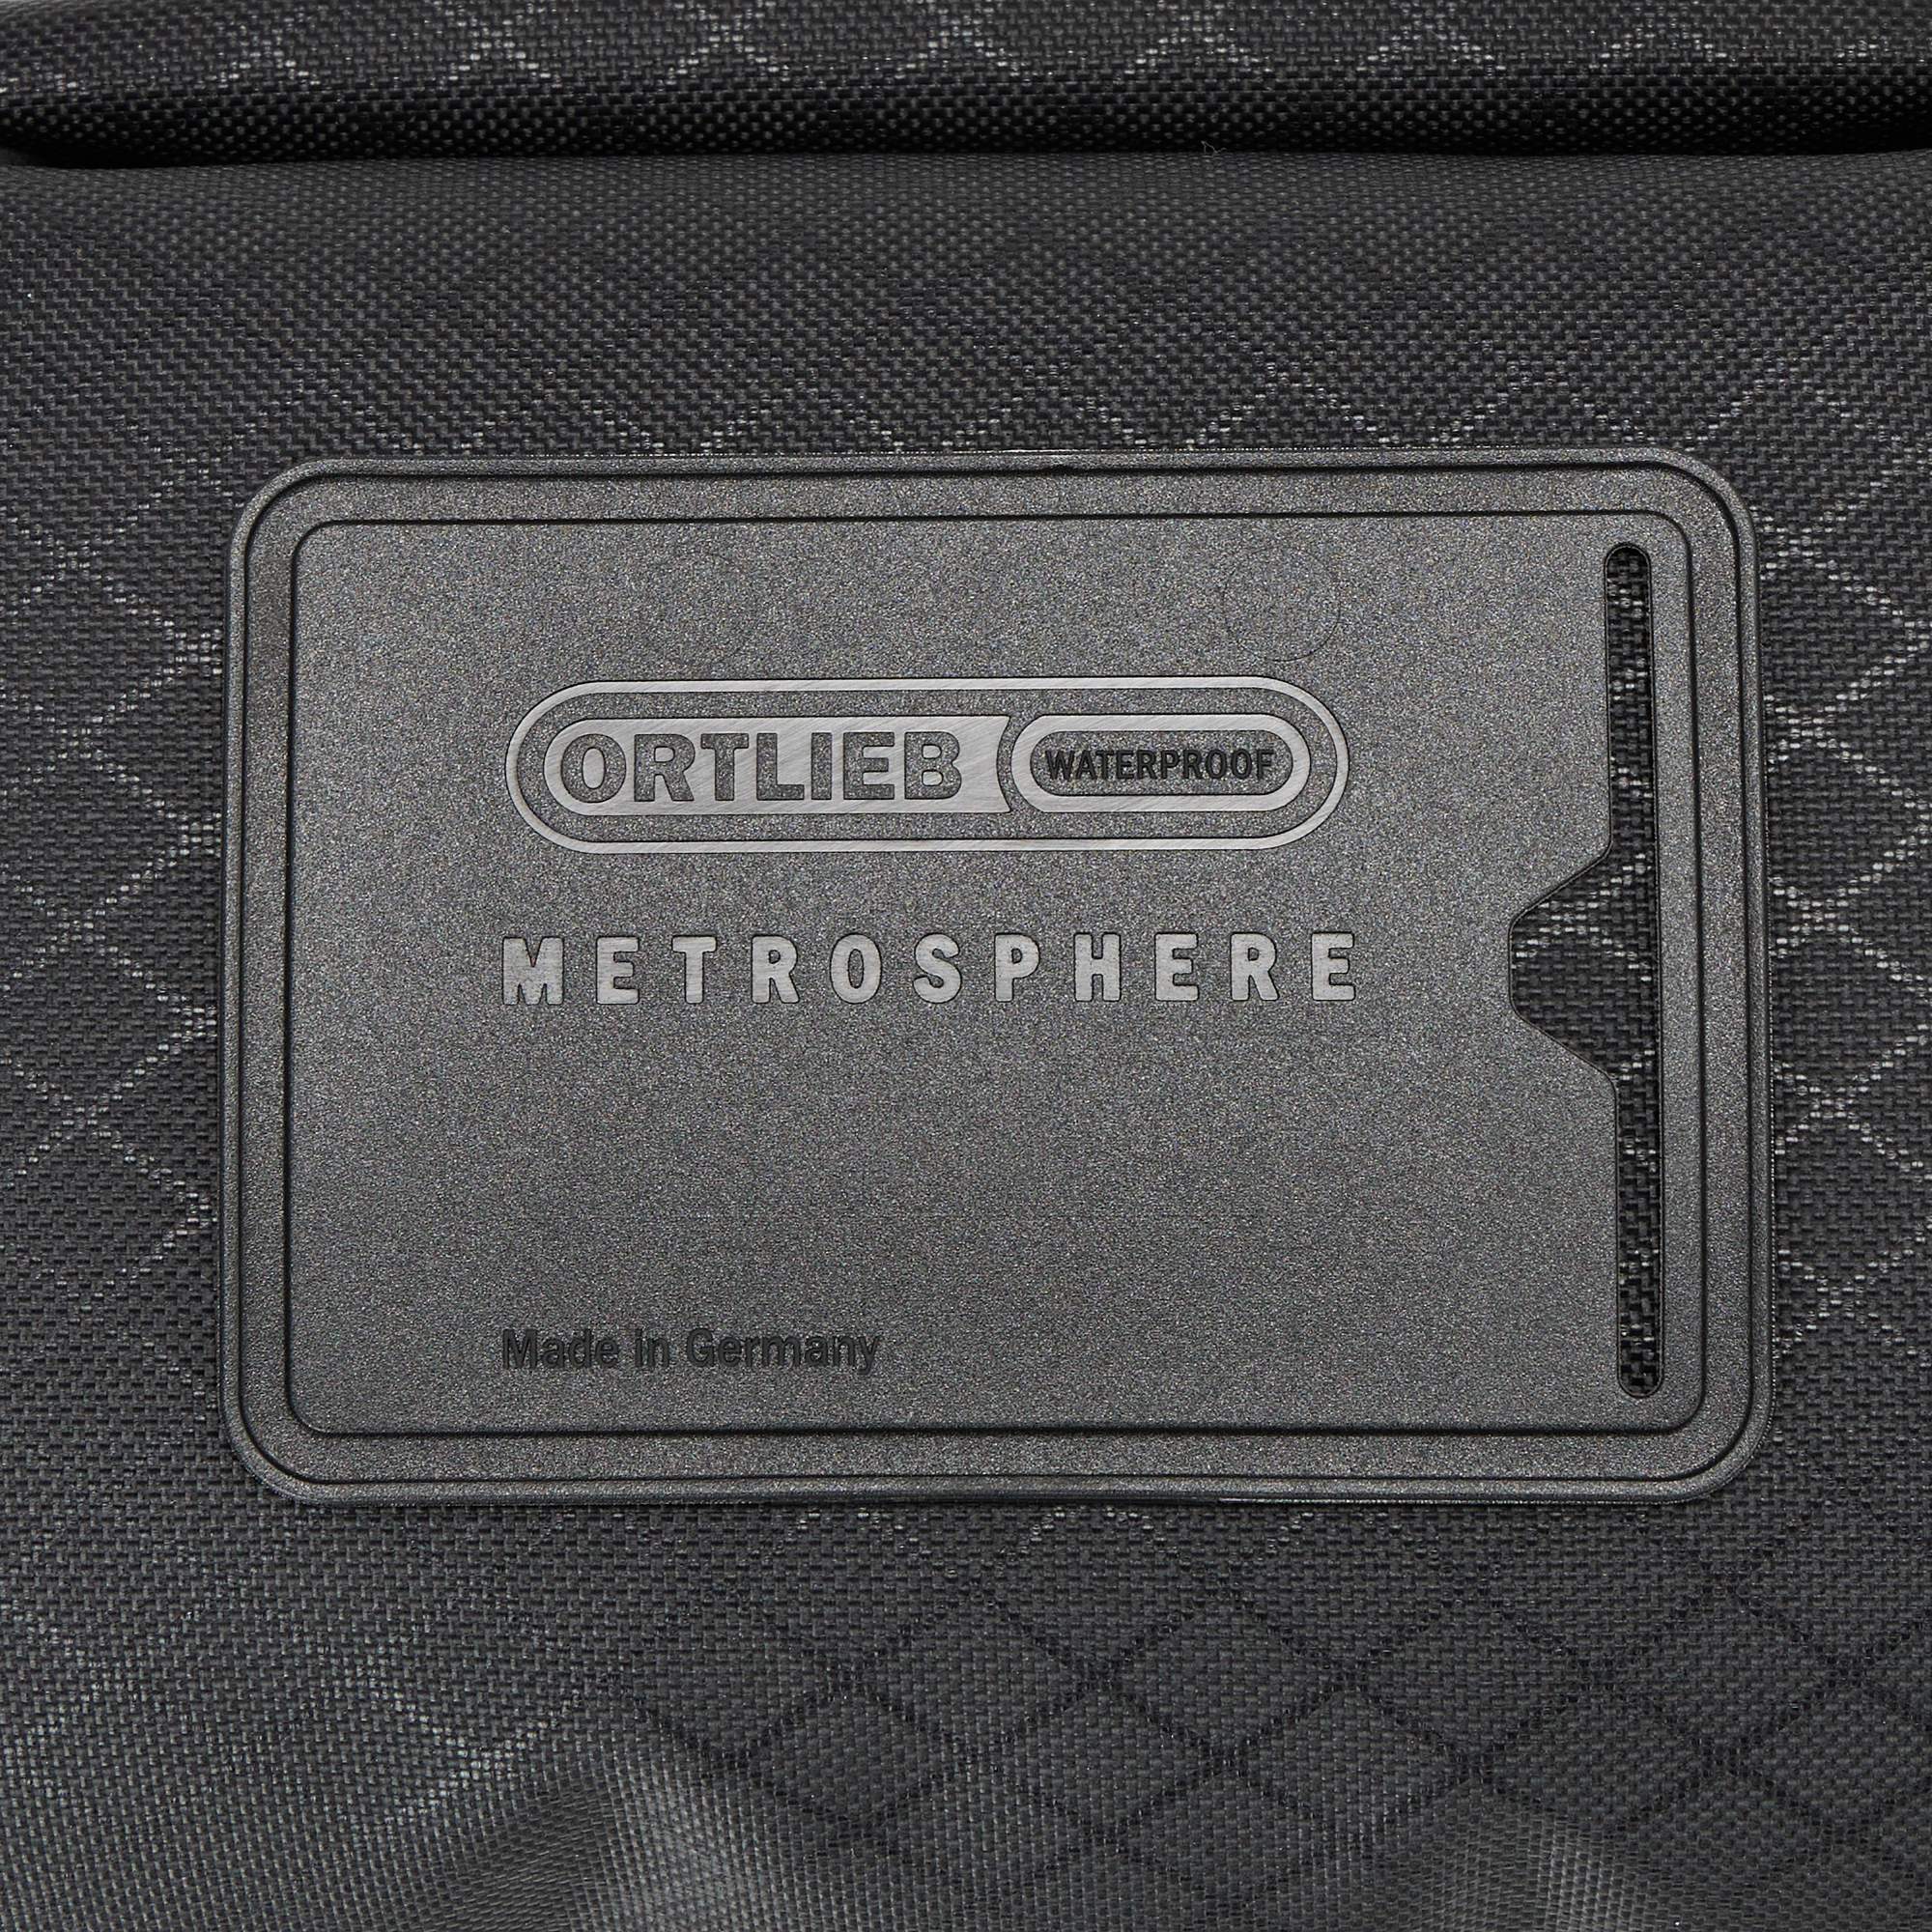 ORTLIEB WATERPROOF
METROSPHERE
Made in Germany